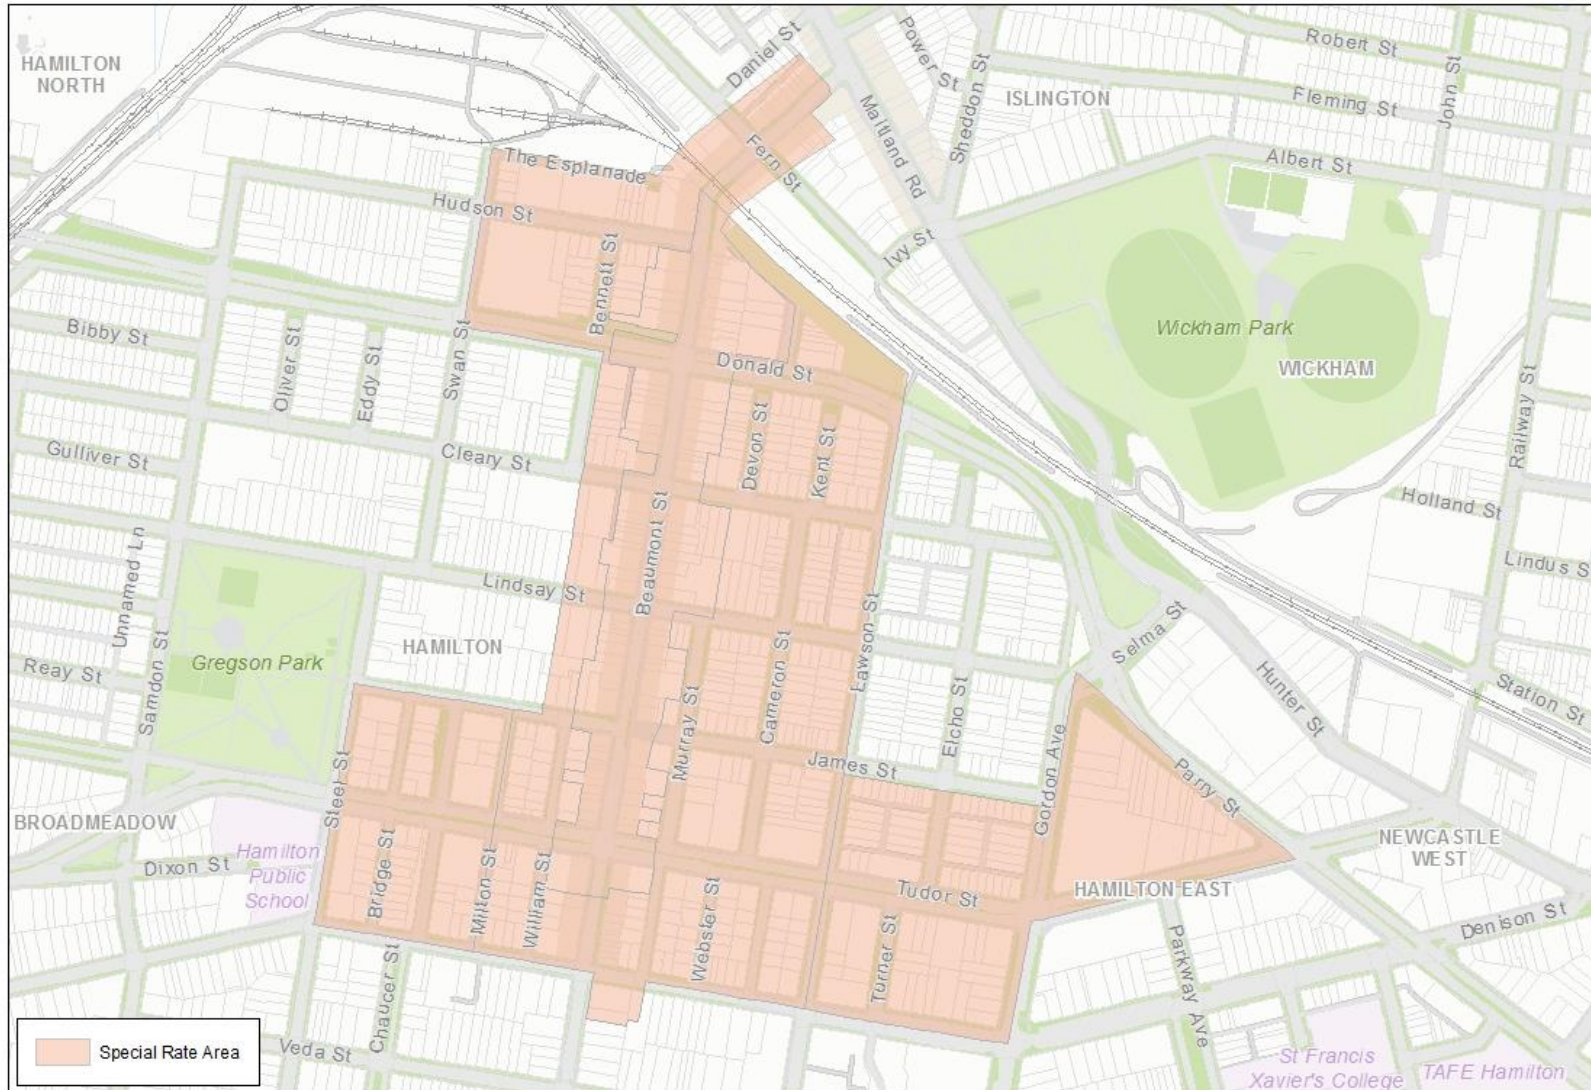 HAMILTON
NORTH
Daniel St
Power St
Sheddon St
ISLINGTON
Robert St
John St
Fleming St
Maitland Rd
Fern St
Albert St
The Esplanade
Hudson St
Ivy St
Bennett St
Bibby St
Oliver St
Eddy St
Swan St
Donald St
Wickham Park
WICKHAM
Railway St
Devon St
Kent St
Gulliver St
Cleary St
Holland St
Beaumont St
Unnamed Ln
Lindsay St
Lindus S
HAMILTON
Gregson Park
Reay St
Samdon St
Lawson St
Selma St
Cameron St
Murray St
Elcho St
Hunter St
Station St
Gordon Ave
James St
Parry St
Steel St
BROADMEADOW
NEWCASTLE
WEST
Hamilton
Public
School
Dixon St
Bridge St
Milton St
William St
Webster St
Tudor St
Turner St
HAMILTON EAST
Denison St
Parkway Ave
Chaucer St
Veda St
Special Rate Area
St Francis
Xavier's College
TAFE Hamilton